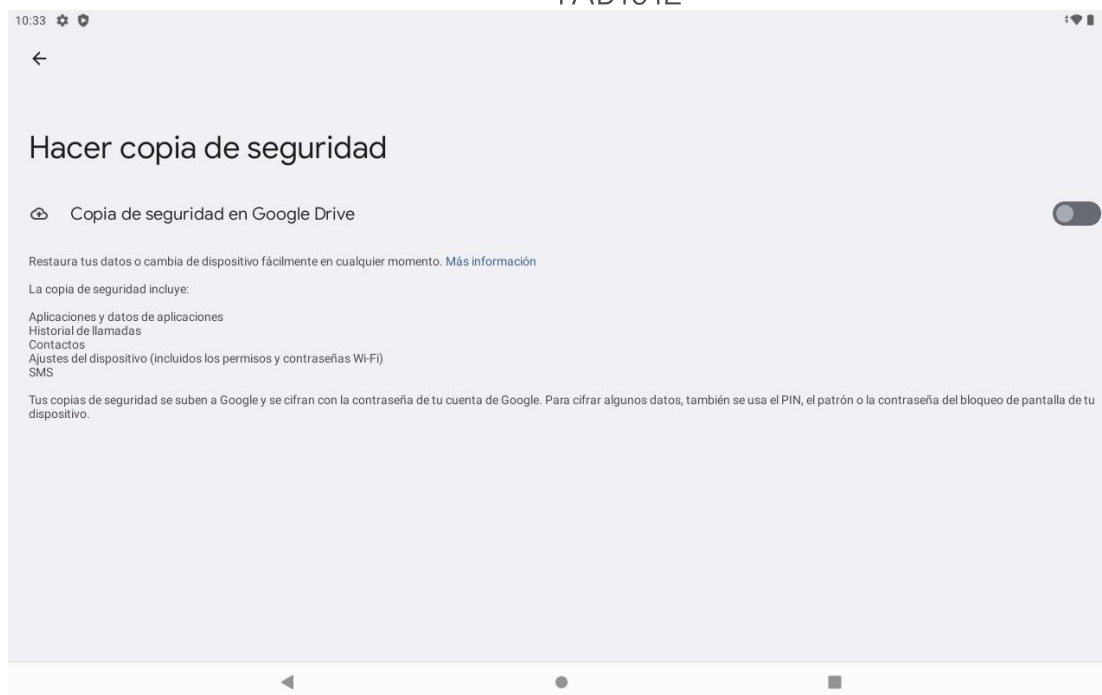 10:33
Hacer copia de seguridad
Copia de seguridad en Google Drive
Restaura tus datos o cambia de dispositivo fácilmente en cualquier momento. Más información
La copia de seguridad incluye:
Aplicaciones y datos de aplicaciones
Historial de llamadas
Contactos
Ajustes del dispositivo (incluidos los permisos y contraseñas Wi-Fi)
SMS
Tus copias de seguridad se suben a Google y se cifran con la contraseña de tu cuenta de Google. Para cifrar algunos datos, también se usa el PIN, el patrón o la contraseña del bloqueo de pantalla de tu
dispositivo.